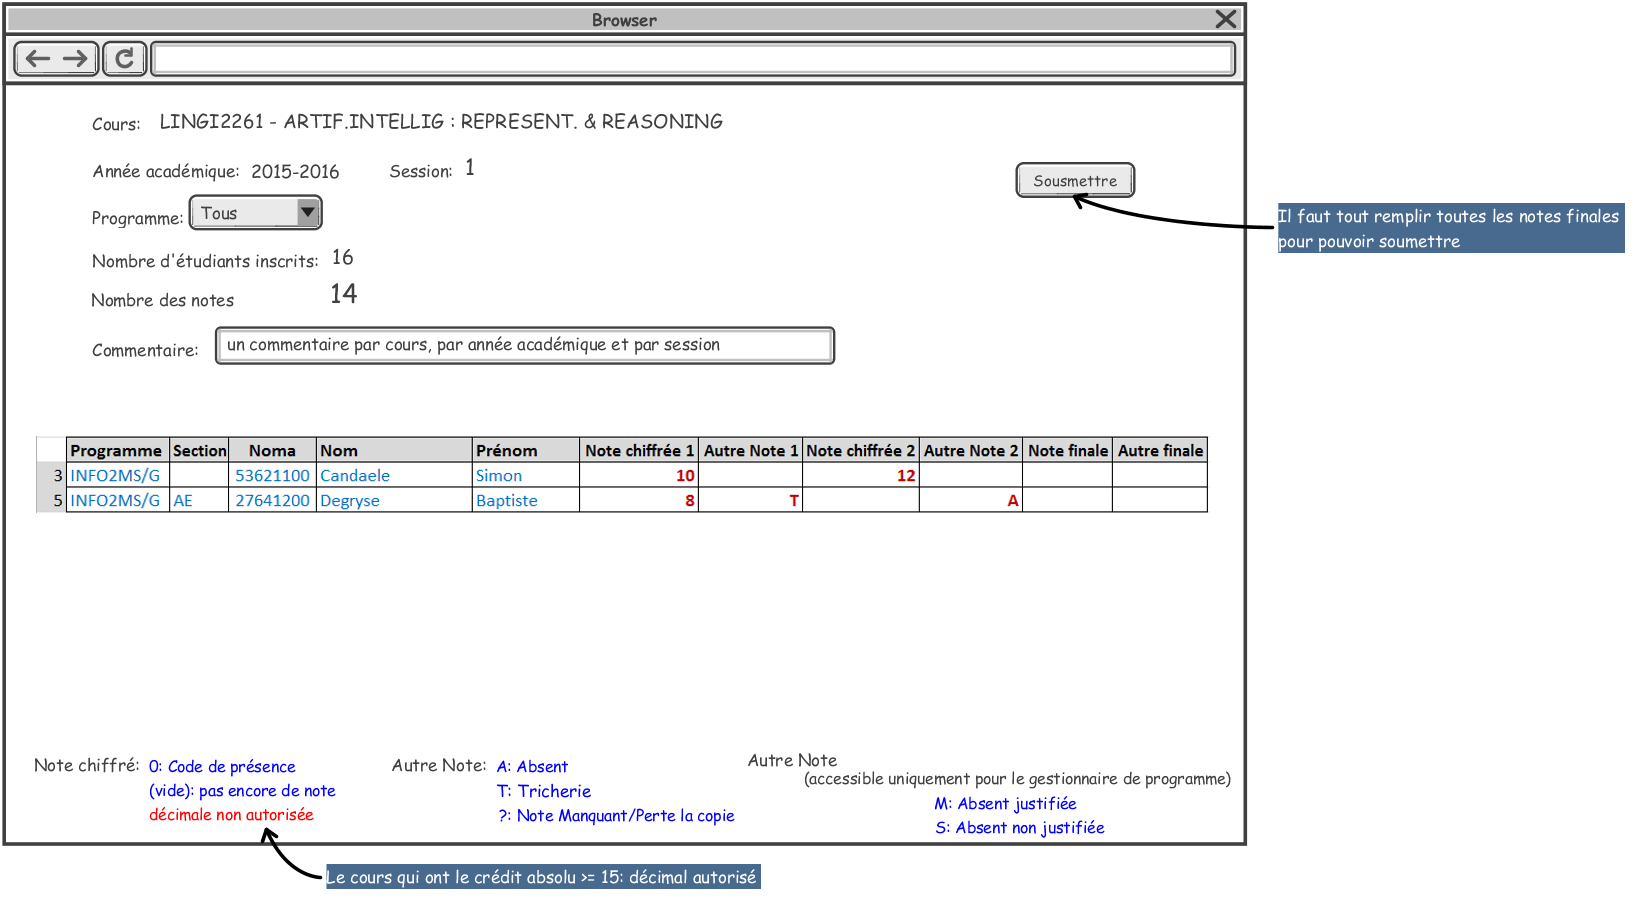 Browser
Cours: LINGI2261 - ARTIF.INTELLIG : REPRESENT. & REASONING
Année académique: 2015-2016 Session: 1
Sousmettre
Programme: Tous
Il faut tout remplir toutes les notes finales
pour pouvoir soumettre
Nombre d'étudiants inscrits: 16
Nombre des notes 14
Commentaire: un commentaire par cours, par année académique et par session
Programme Section Noma Nom Prénom Note chiffrée 1 Autre Note 1 Note chiffrée 2 Autre Note 2 Note finale Autre finale
3 INFO2MS/G 53621100 Candaele Simon 10 12
5 INFO2MS/G AE 27641200 Degryse Baptiste 8 T A
Note chiffré: 0: Code de présence
(vide): pas encore de note
décimale non autorisée
Autre Note: A: Absent
T: Tricherie
?: Note Manquant/Perte la copie
Autre Note
(accessible uniquement pour le gestionnaire de programme)
M: Absent justifiée
S: Absent non justifiée
Le cours qui ont le crédit absolu >= 15: décimal autorisé